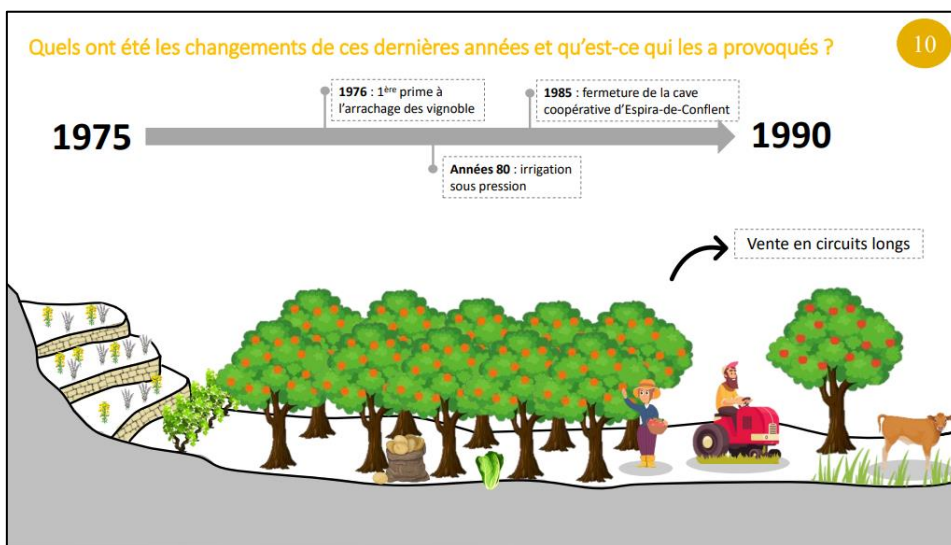 Quels ont été les changements de ces dernières années et qu'est-ce qui les a provoqués ?
10
1976 : 1ère prime à
l'arrachage des vignoble
1985 : fermeture de la cave
coopérative d'Espira-de-Conflent
1975
1990
Années 80 : irrigation
sous pression
Vente en circuits longs